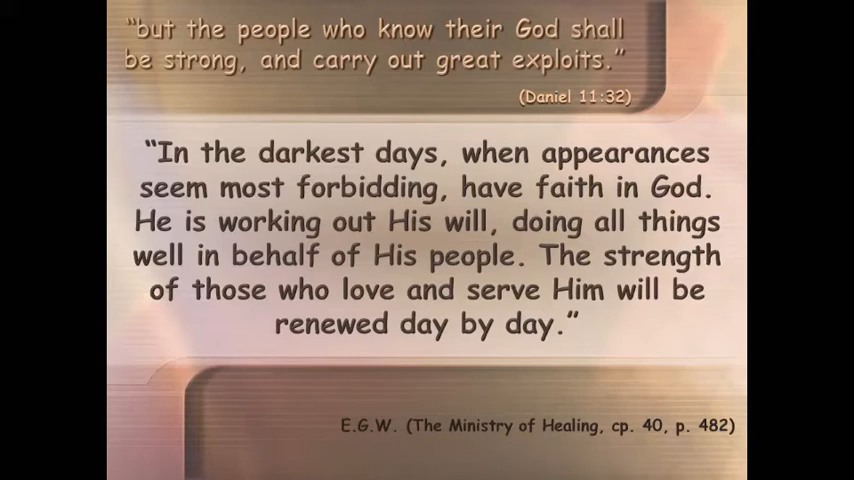 “but the people who know their God shall
be strong, and carry out great exploits.”
(Daniel 11:32)
“In the darkest days, when appearances
seem most forbidding, have faith in God.
He is working out His will, doing all things
well in behalf of His people. The strength
of those who love and serve Him will be
renewed day by day.”
E.G.W. (The Ministry of Healing, cp. 40, p. 482)